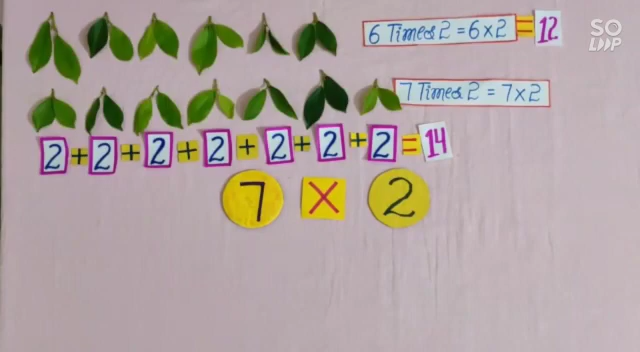 6 Times 2 = 6 x 2 = 12
SO
LOOP
7 Times 2 = 7 x 2
2 + 2 + 2 + 2 + 2 + 2 + 2 = 14
7 X 2